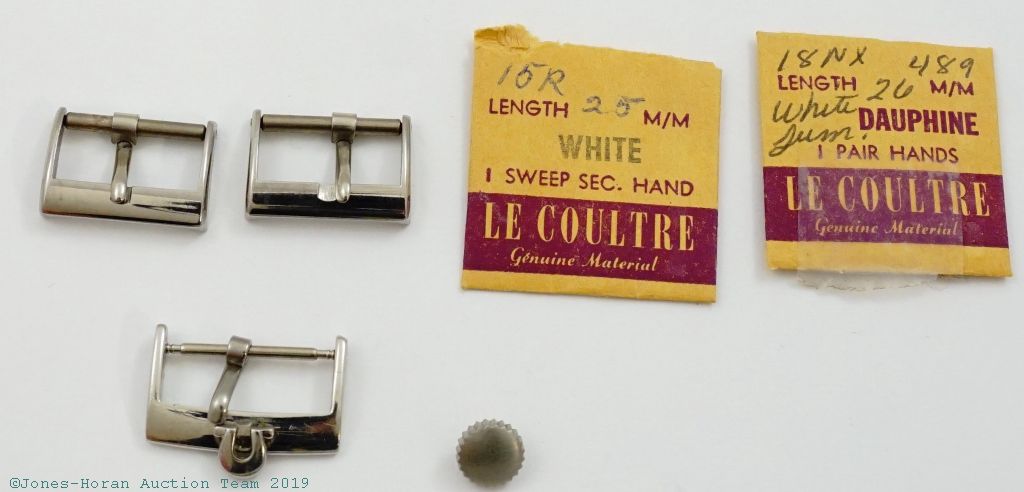 15R
LENGTH 25 M/M
WHITE
1 SWEEP SEC. HAND
LE COULTRE
Genuine Material
18NX 489
LENGTH 26 M/M
White DAUPHINE
Lum.
1 PAIR HANDS
LE COULTRE
Genuine Material
©Jones-Horan Auction Team 2019